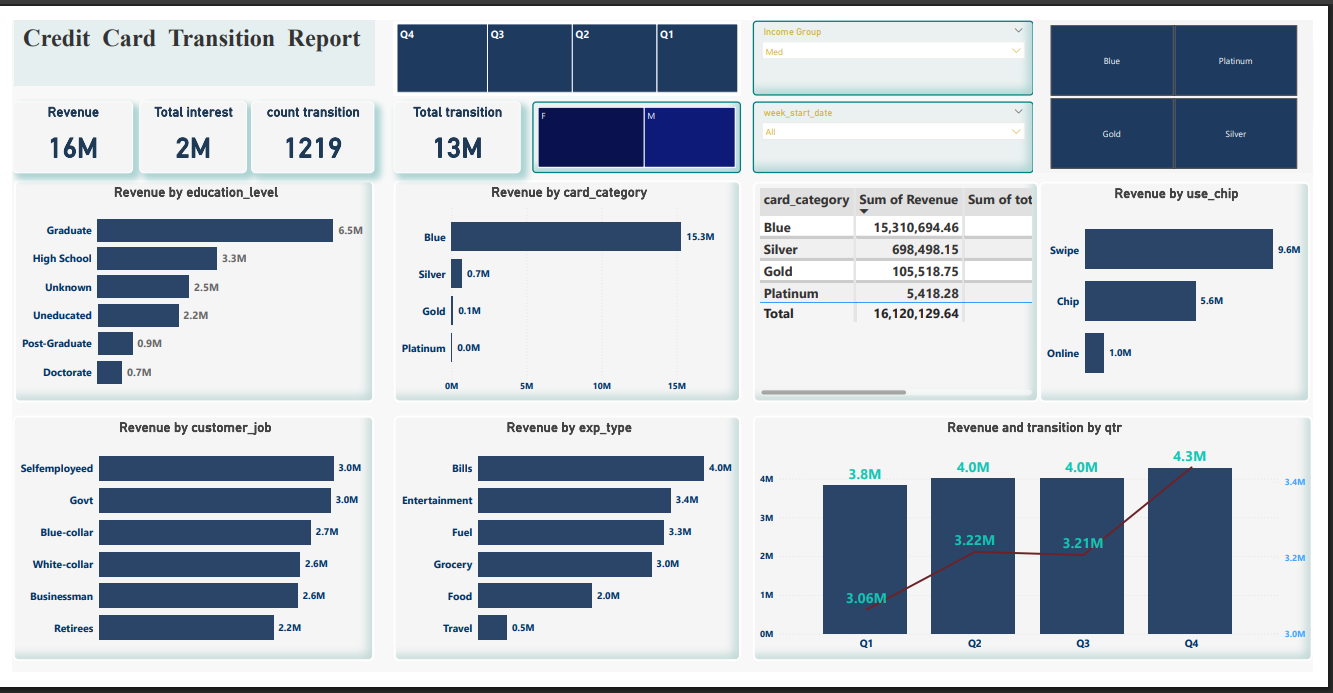 Credit Card Transition Report
Q4
Q3
Q2
Q1
Income Group
Med
Blue
Platinum
Gold
Silver
Revenue
16M
Total interest
2M
count transition
1219
Total transition
13M
F
M
week_start_date
All
Revenue by education_level
Graduate 6.5M
High School 3.3M
Unknown 2.5M
Uneducated 2.2M
Post-Graduate 0.9M
Doctorate 0.7M
Revenue by card_category
Blue 15.3M
Silver 0.7M
Gold 0.1M
Platinum 0.0M
0M 5M 10M 15M
card_category Sum of Revenue Sum of tot
Blue 15,310,694.46
Silver 698,498.15
Gold 105,518.75
Platinum 5,418.28
Total 16,120,129.64
Revenue by use_chip
Swipe 9.6M
Chip 5.6M
Online 1.0M
Revenue by customer_job
Selfemployeed 3.0M
Govt 3.0M
Blue-collar 2.7M
White-collar 2.6M
Businessman 2.6M
Retirees 2.2M
Revenue by exp_type
Bills 4.0M
Entertainment 3.4M
Fuel 3.3M
Grocery 3.0M
Food 2.0M
Travel 0.5M
Revenue and transition by qtr
3.8M 4.0M 4.0M 4.3M
4M 3.4M
3M
3.06M 3.22M 3.21M
2M 3.2M
1M
0M 3.0M
Q1 Q2 Q3 Q4